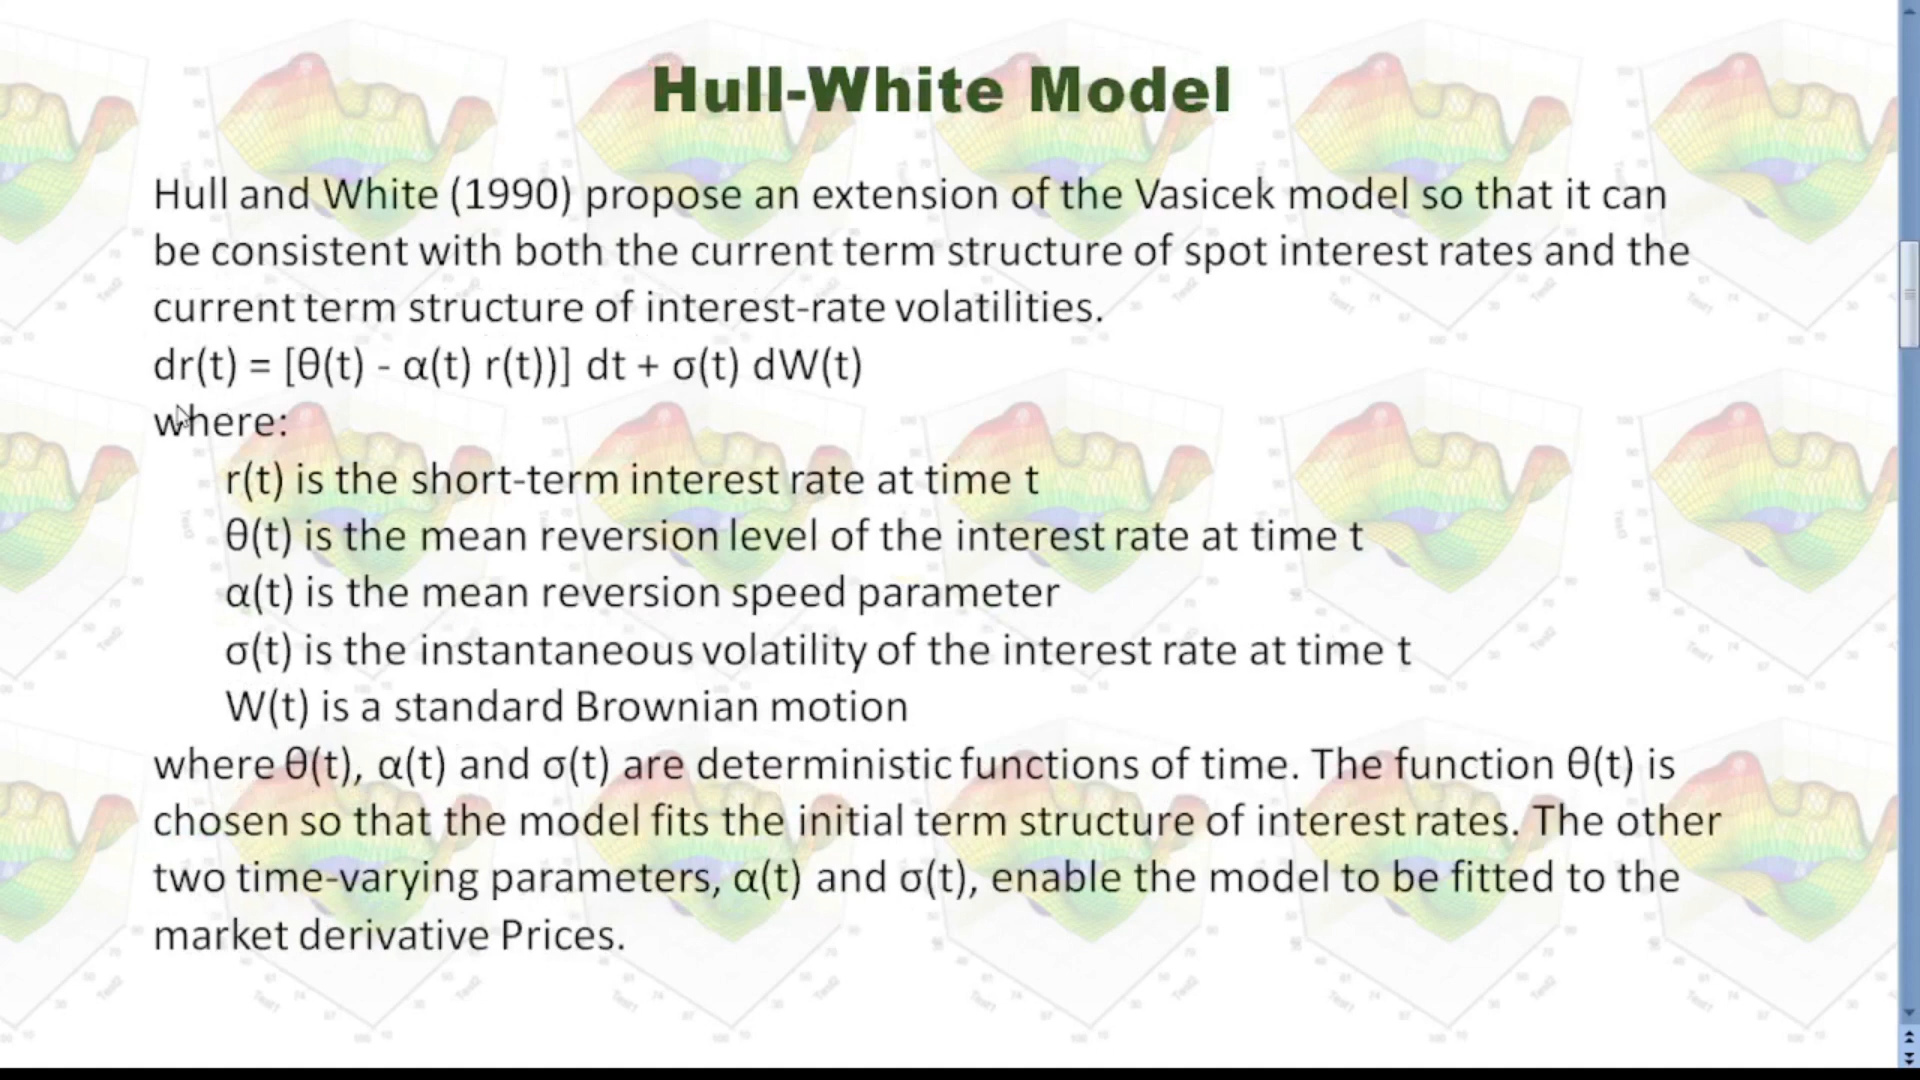 Hull-White Model
Hull and White (1990) propose an extension of the Vasicek model so that it can
be consistent with both the current term structure of spot interest rates and the
current term structure of interest-rate volatilities.
dr(t) = [θ(t) - α(t) r(t))] dt + σ(t) dW(t)
where:
r(t) is the short-term interest rate at time t
θ(t) is the mean reversion level of the interest rate at time t
α(t) is the mean reversion speed parameter
σ(t) is the instantaneous volatility of the interest rate at time t
W(t) is a standard Brownian motion
where θ(t), α(t) and σ(t) are deterministic functions of time. The function θ(t) is
chosen so that the model fits the initial term structure of interest rates. The other
two time-varying parameters, α(t) and σ(t), enable the model to be fitted to the
market derivative Prices.